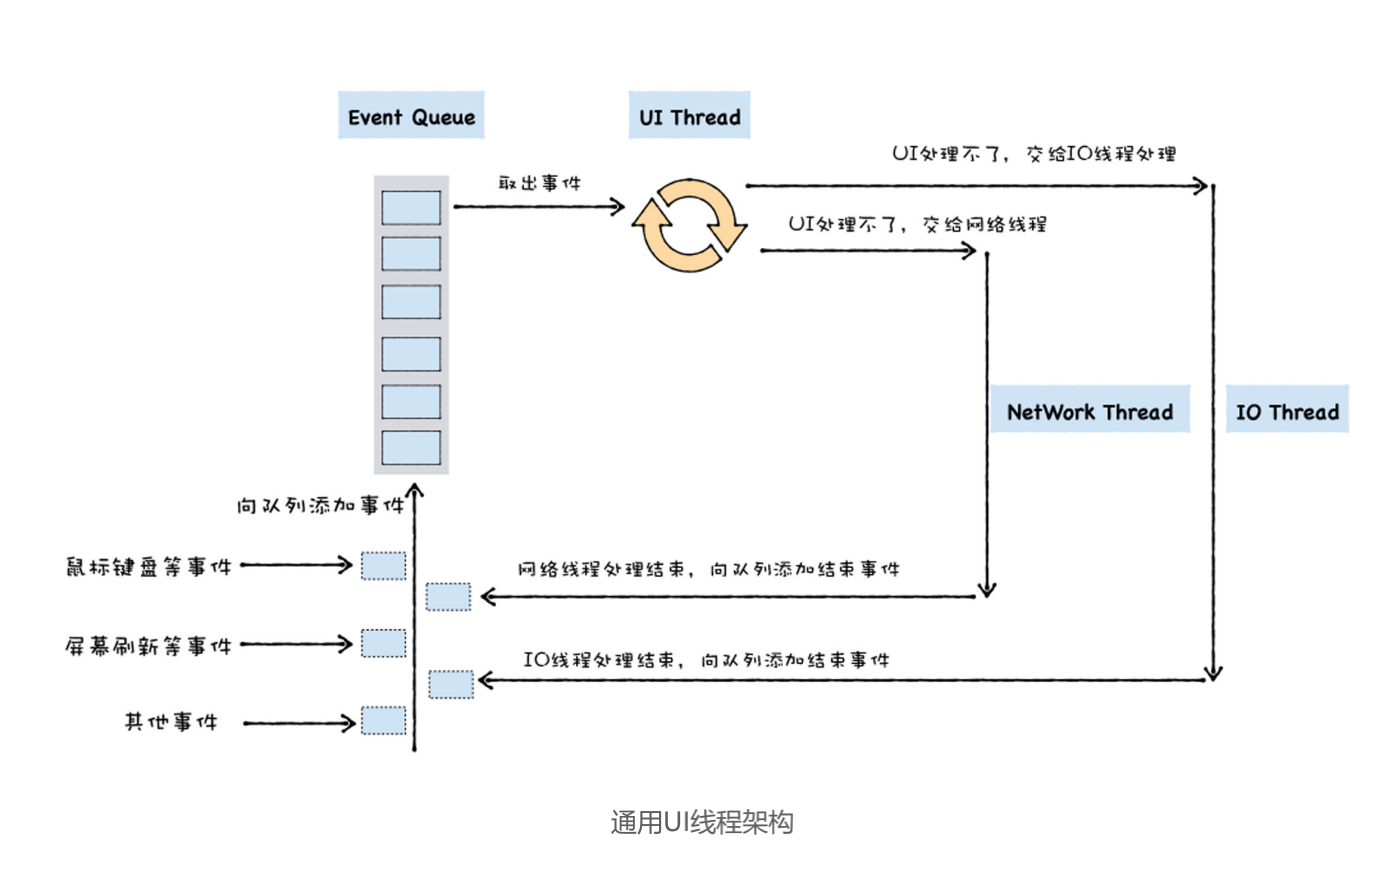 Event Queue
UI Thread
UI处理不了，交给IO线程处理
取出事件
UI处理不了，交给网络线程
NetWork Thread
IO Thread
向队列添加事件
鼠标键盘等事件
网络线程处理结束，向队列添加结束事件
屏幕刷新等事件
IO线程处理结束，向队列添加结束事件
其他事件
通用UI线程架构